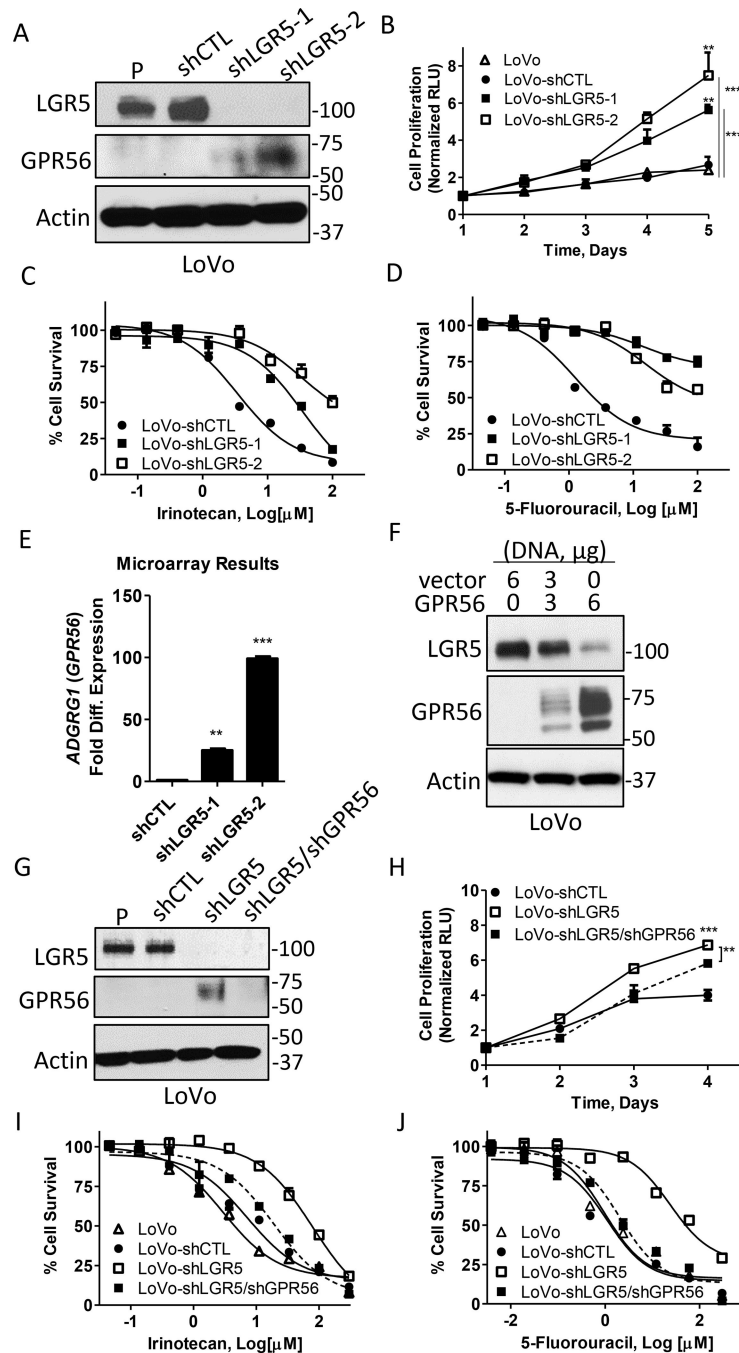 A
P
shCTL
shLGR5-1
shLGR5-2
LGR5
-100
GPR56
-75
50
Actin
-50
-37
LoVo
B
Cell Proliferation
(Normalized RLU)
8
6
4
2
0
1 2 3 4 5
Time, Days
LoVo
LoVo-shCTL
LoVo-shLGR5-1
LoVo-shLGR5-2
**
**
***
***
C
% Cell Survival
100
75
50
25
0
-1 0 1 2
Irinotecan, Log[µM]
LoVo-shCTL
LoVo-shLGR5-1
LoVo-shLGR5-2
D
% Cell Survival
100
75
50
25
0
-1 0 1 2
5-Fluorouracil, Log [µM]
LoVo-shCTL
LoVo-shLGR5-1
LoVo-shLGR5-2
E
Microarray Results
ADGRG1 (GPR56)
Fold Diff. Expression
150
100
50
0
**
***
shCTL
shLGR5-1
shLGR5-2
F
(DNA, µg)
vector 6 3 0
GPR56 0 3 6
LGR5
-100
GPR56
-75
50
Actin
-37
LoVo
G
P
shCTL
shLGR5
shLGR5/shGPR56
LGR5
-100
GPR56
-75
50
Actin
-50
-37
LoVo
H
Cell Proliferation
(Normalized RLU)
10
8
6
4
2
0
1 2 3 4
Time, Days
LoVo-shCTL
LoVo-shLGR5
LoVo-shLGR5/shGPR56
***
**
I
% Cell Survival
100
75
50
25
0
-1 0 1 2
Irinotecan, Log[µM]
LoVo
LoVo-shCTL
LoVo-shLGR5
LoVo-shLGR5/shGPR56
J
% Cell Survival
100
75
50
25
0
-2 0 2
5-Fluorouracil, Log [µM]
LoVo
LoVo-shCTL
LoVo-shLGR5
LoVo-shLGR5/shGPR56